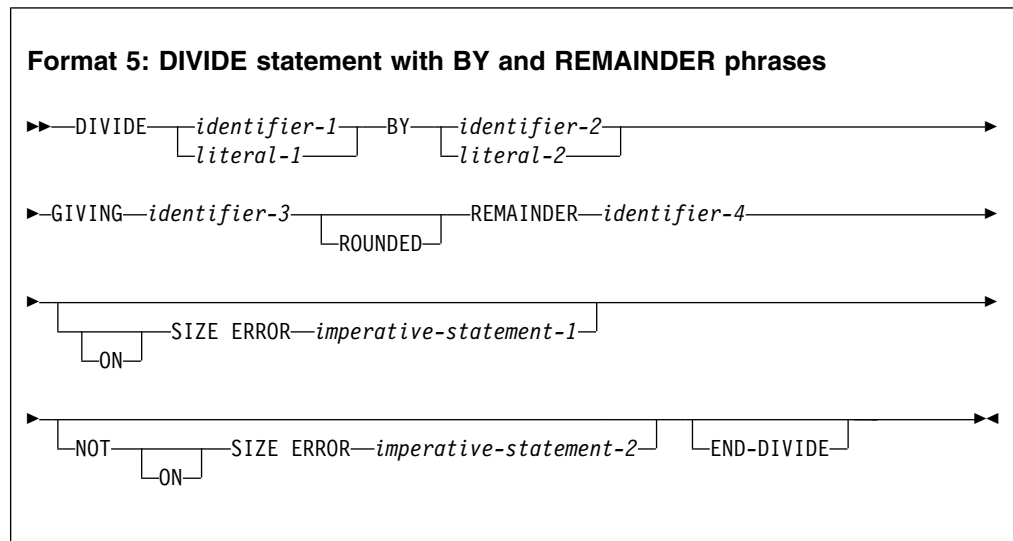 Format 5: DIVIDE statement with BY and REMAINDER phrases
DIVIDE identifier-1 BY identifier-2
literal-1 literal-2
GIVING identifier-3 REMAINDER identifier-4
ROUNDED
SIZE ERROR imperative-statement-1
ON
NOT SIZE ERROR imperative-statement-2 END-DIVIDE
ON